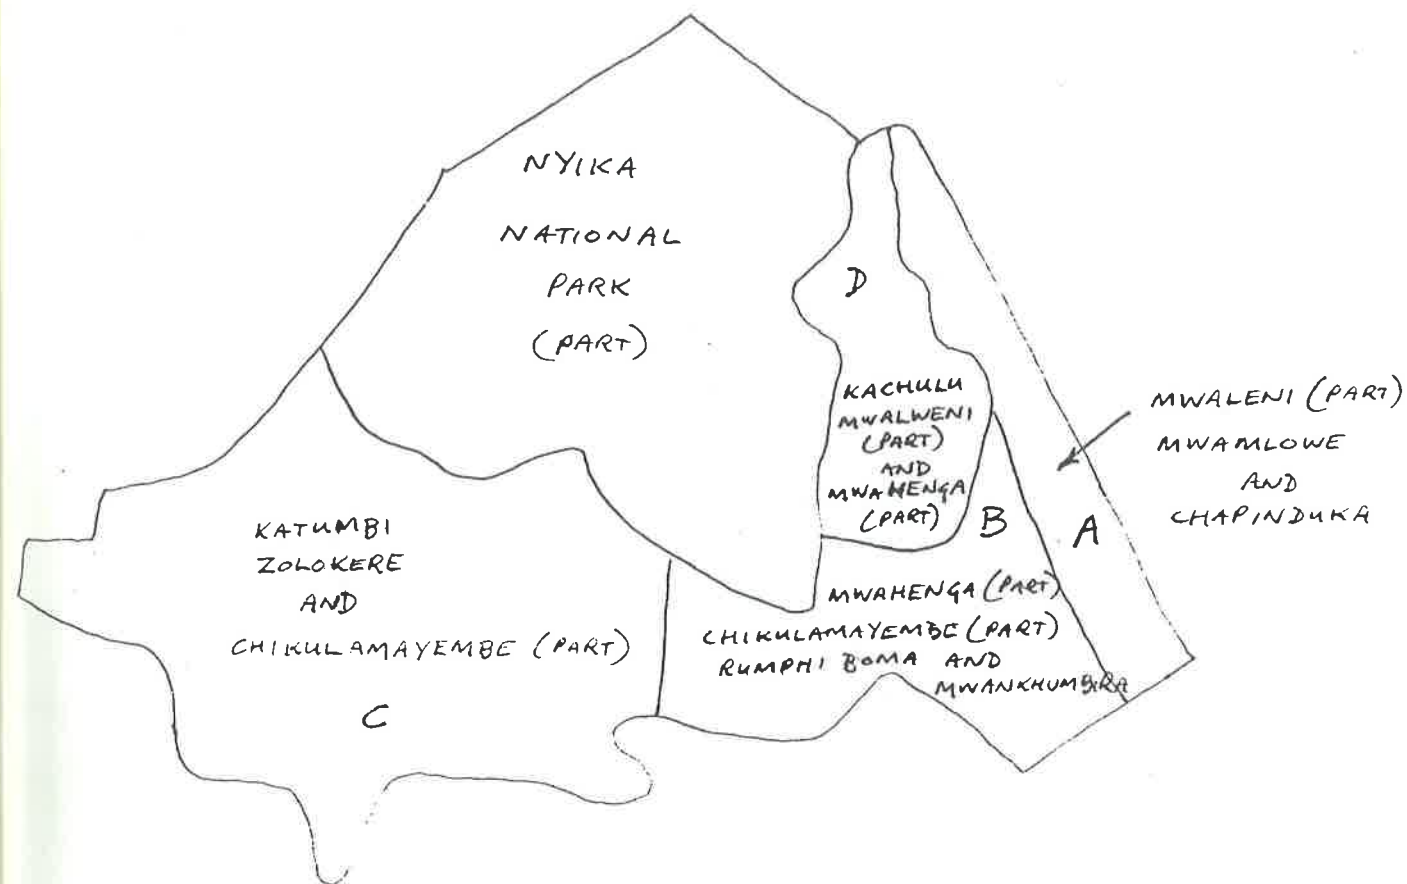 NYIKA
NATIONAL
PARK
(PART)
D
KACHULU
MWALWENI
(PART)
AND
MWAHENGA
(PART)
MWALENI (PART)
MWAMLOWE
AND
CHAPINDUKA
A
B
MWAHENGA (PART)
CHIKULAMAYEMBE (PART)
RUMPHI BOMA AND
MWANKHUMBIRA
KATUMBI
ZOLOKERE
AND
CHIKULAMAYEMBE (PART)
C